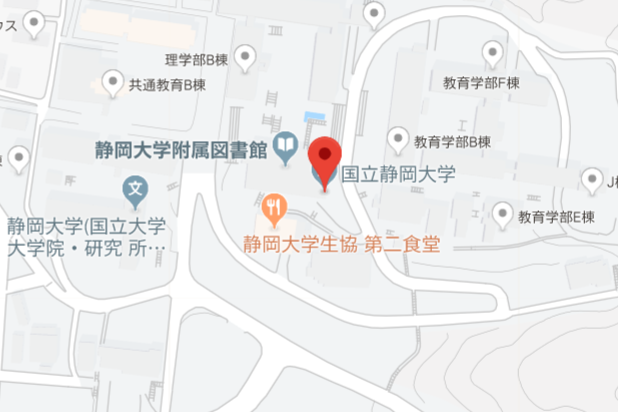 ウス
理学部B棟
共通教育B棟
教育学部F棟
静岡大学附属図書館
教育学部B棟
国立静岡大学
文
静岡大学(国立大学
大学院・研究 所…
教育学部E棟
静岡大学生協 第二食堂